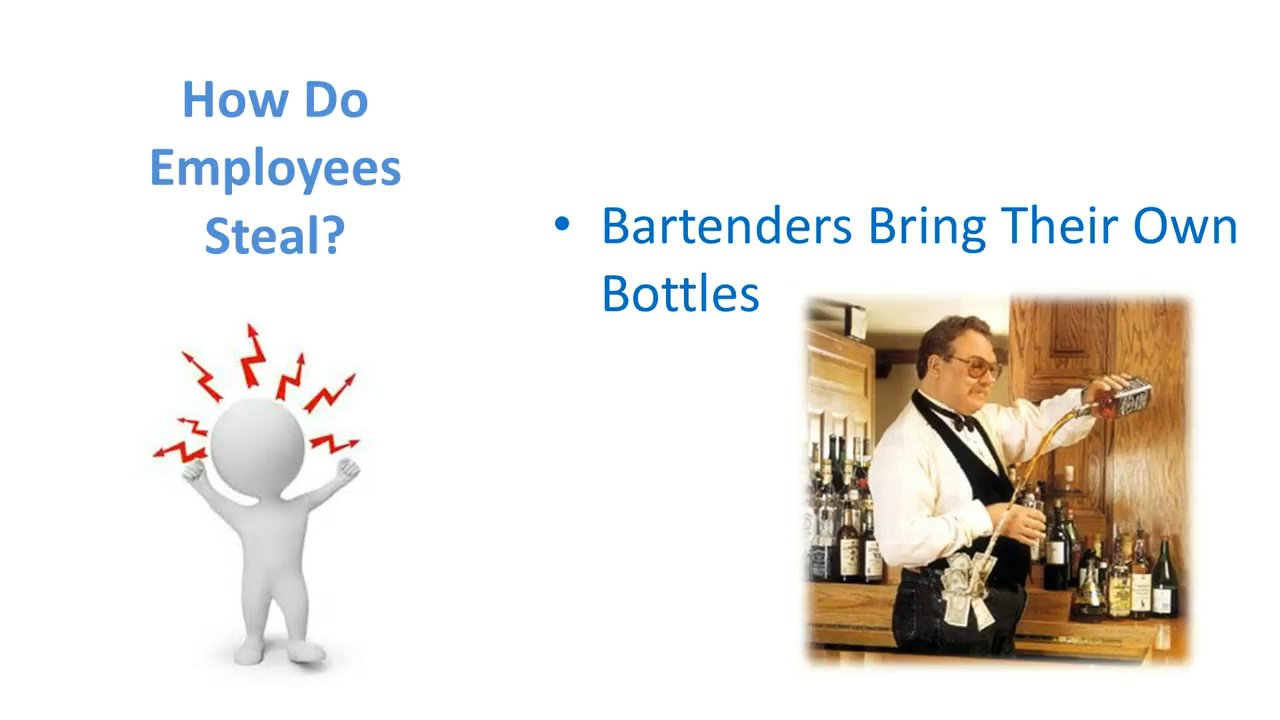 How Do
Employees
Steal?
• Bartenders Bring Their Own
Bottles